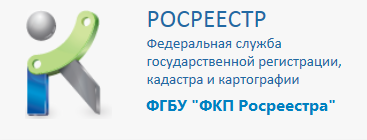 РОСРЕЕСТР
Федеральная служба
государственной регистрации,
кадастра и картографии
ФГБУ "ФКП Росреестра"